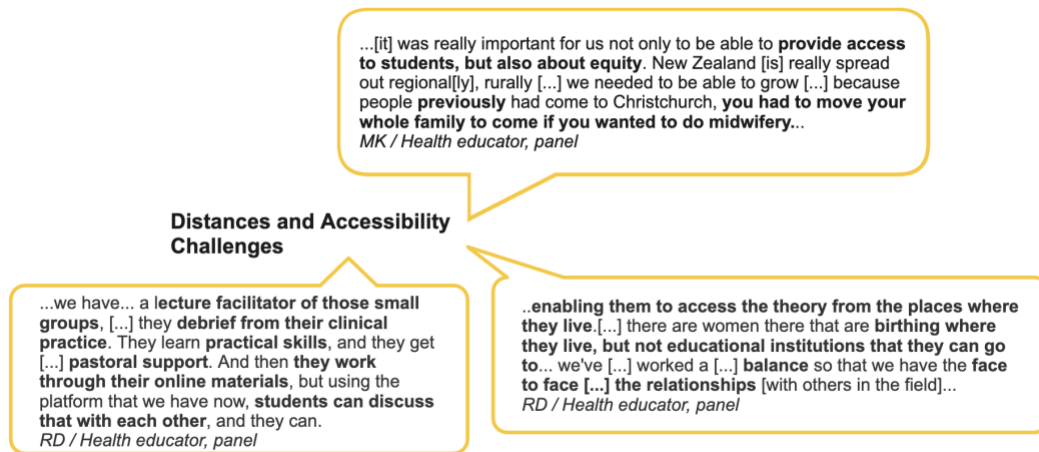 ...[it] was really important for us not only to be able to provide access
to students, but also about equity. New Zealand [is] really spread
out regional[ly], rurally [...] we needed to be able to grow [...] because
people previously had come to Christchurch, you had to move your
whole family to come if you wanted to do midwifery...
MK / Health educator, panel
Distances and Accessibility
Challenges
...we have... a lecture facilitator of those small
groups, [...] they debrief from their clinical
practice. They learn practical skills, and they get
[...] pastoral support. And then they work
through their online materials, but using the
platform that we have now, students can discuss
that with each other, and they can.
RD / Health educator, panel
..enabling them to access the theory from the places where
they live.[...] there are women there that are birthing where
they live, but not educational institutions that they can go
to... we've [...] worked a [...] balance so that we have the face
to face [...] the relationships [with others in the field]...
RD / Health educator, panel